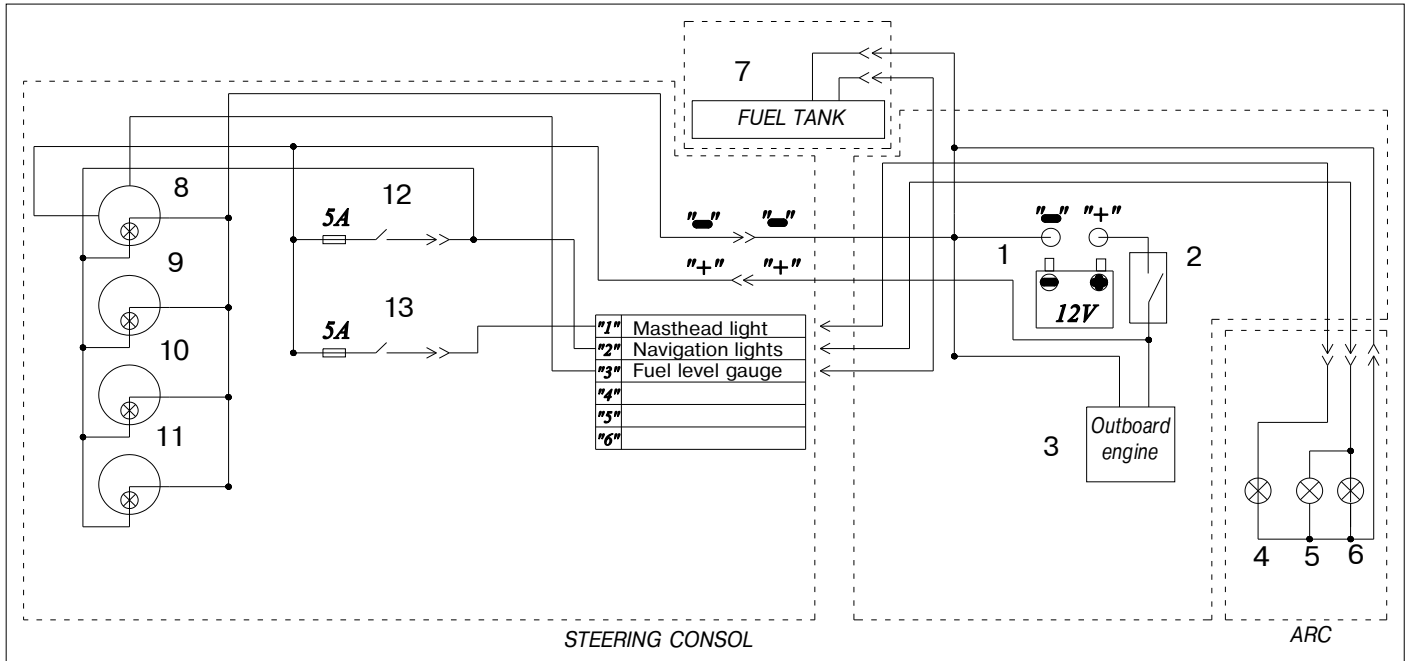 7
FUEL TANK
8
12
5A
9
"-" "-"
"-" "+"
1
2
"+" "+"
12V
10
13
5A
"1" Masthead light
"2" Navigation lights
"3" Fuel level gauge
"4"
"5"
"6"
11
3
Outboard
engine
4 5 6
STEERING CONSOL
ARC